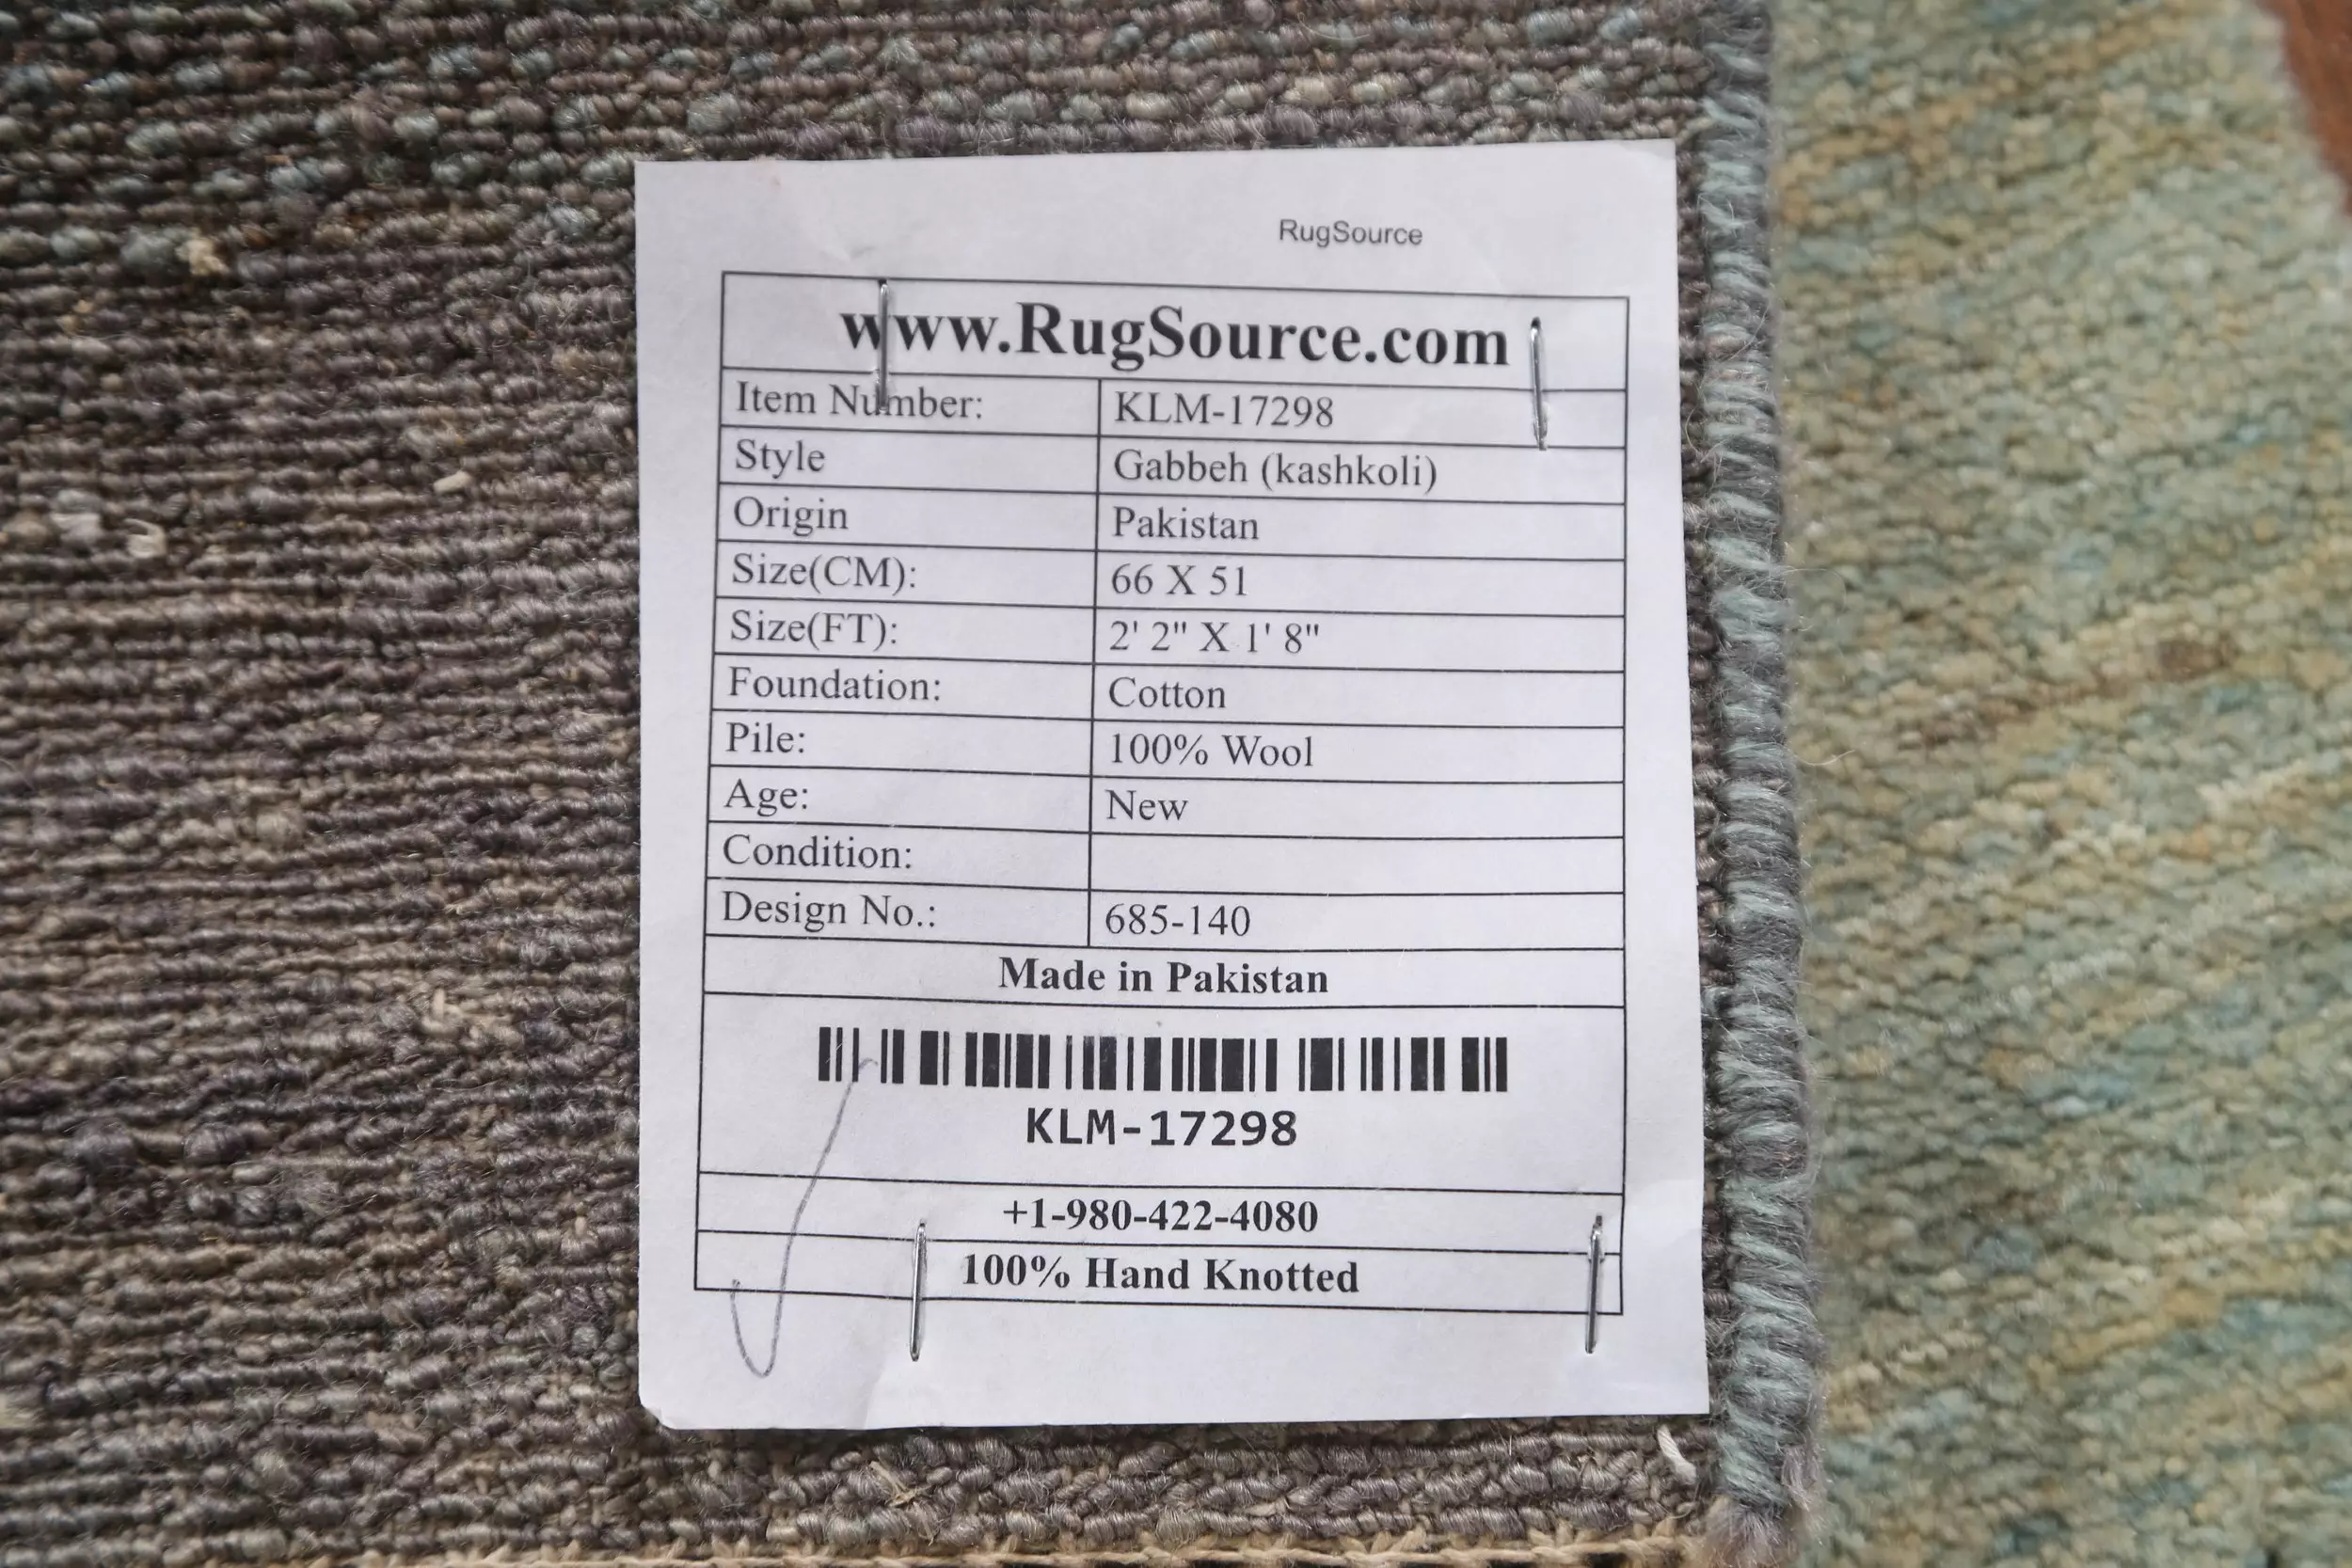 RugSource
www.RugSource.com
Item Number: KLM-17298
Style Gabbeh (kashkoli)
Origin Pakistan
Size(CM): 66 X 51
Size(FT): 2' 2" X 1' 8"
Foundation: Cotton
Pile: 100% Wool
Age: New
Condition:
Design No.: 685-140
Made in Pakistan
KLM-17298
+1-980-422-4080
100% Hand Knotted